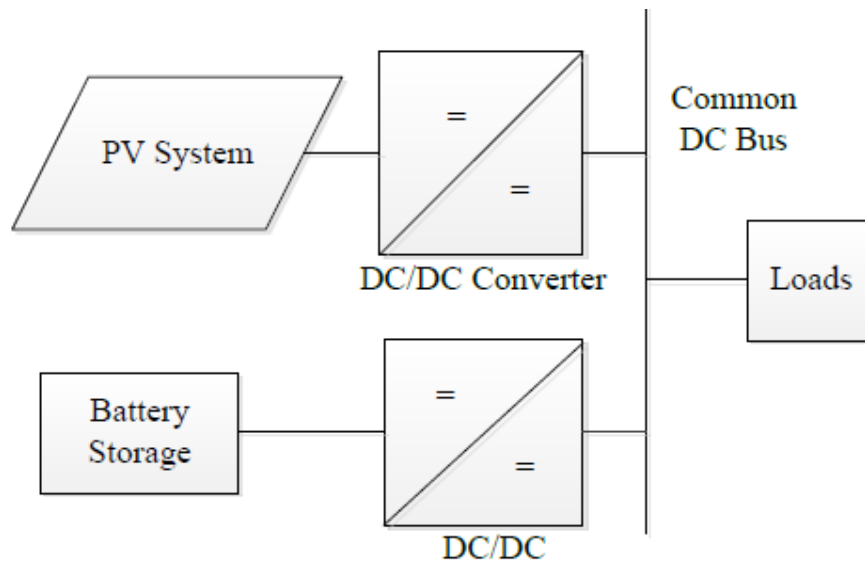 PV System
=
=
DC/DC Converter
Common
DC Bus
Loads
Battery
Storage
=
=
DC/DC